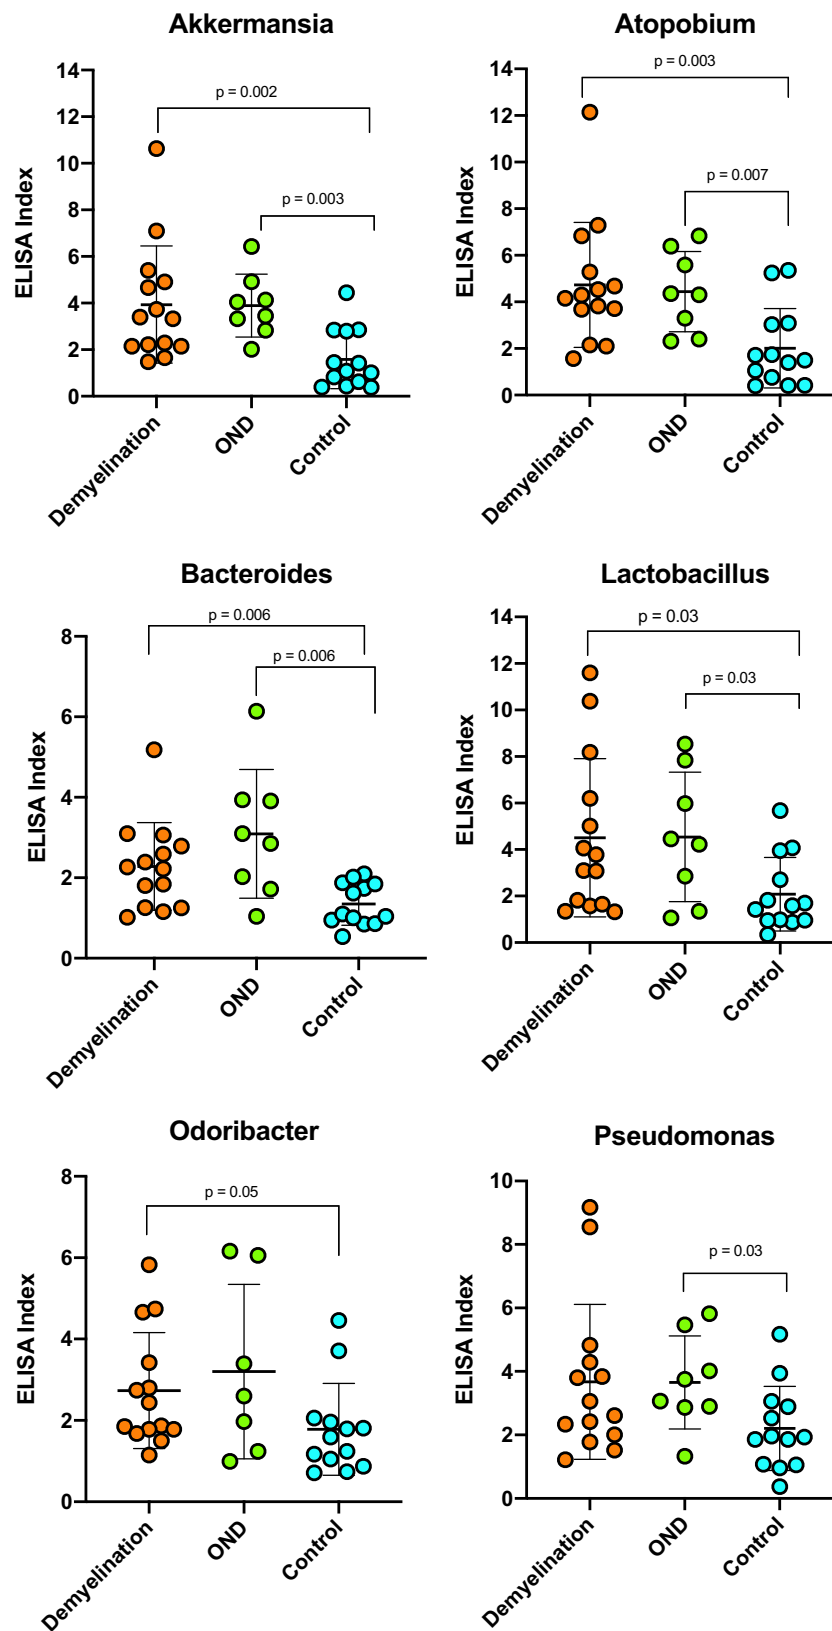 Akkermansia
14
12
10
8
6
4
2
0
ELISA Index
p = 0.002
p = 0.003
Demyelination
OND
Control
Atopobium
14
12
10
8
6
4
2
0
ELISA Index
p = 0.003
p = 0.007
Demyelination
OND
Control
Bacteroides
8
6
4
2
0
ELISA Index
p = 0.006
p = 0.006
Demyelination
OND
Control
Lactobacillus
14
12
10
8
6
4
2
0
ELISA Index
p = 0.03
p = 0.03
Demyelination
OND
Control
Odoribacter
8
6
4
2
0
ELISA Index
p = 0.05
Demyelination
OND
Control
Pseudomonas
10
8
6
4
2
0
ELISA Index
p = 0.03
Demyelination
OND
Control